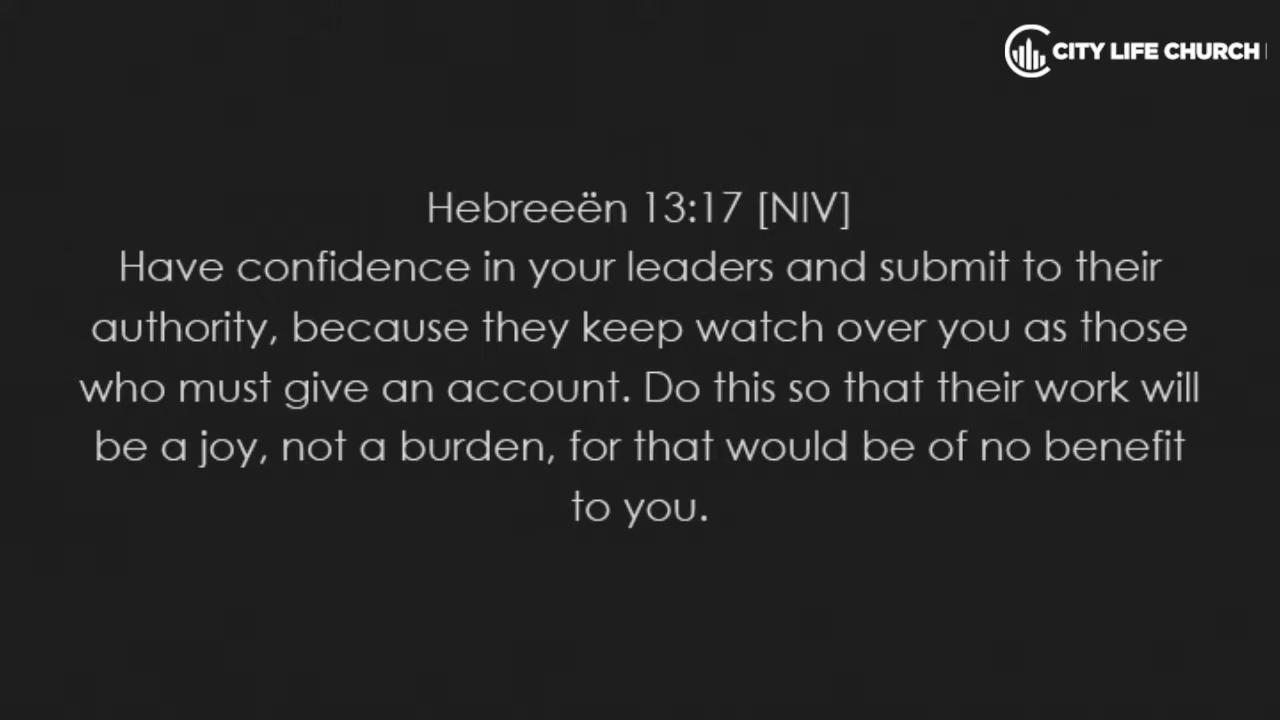 CITY LIFE CHURCH
Hebreeën 13:17 [NIV]
Have confidence in your leaders and submit to their
authority, because they keep watch over you as those
who must give an account. Do this so that their work will
be a joy, not a burden, for that would be of no benefit
to you.